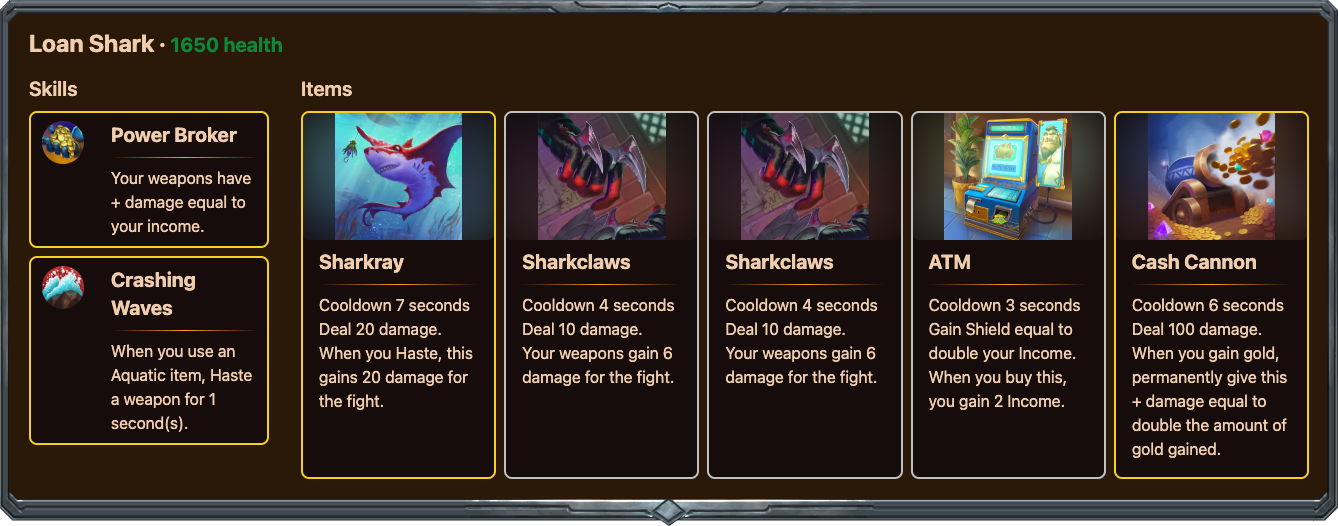 Loan Shark · 1650 health
Skills
Power Broker
Your weapons have
+ damage equal to
your income.
Crashing
Waves
When you use an
Aquatic item, Haste
a weapon for 1
second(s).
Items
Sharkray
Cooldown 7 seconds
Deal 20 damage.
When you Haste, this
gains 20 damage for
the fight.
Sharkclaws
Cooldown 4 seconds
Deal 10 damage.
Your weapons gain 6
damage for the fight.
Sharkclaws
Cooldown 4 seconds
Deal 10 damage.
Your weapons gain 6
damage for the fight.
ATM
Cooldown 3 seconds
Gain Shield equal to
double your Income.
When you buy this,
you gain 2 Income.
Cash Cannon
Cooldown 6 seconds
Deal 100 damage.
When you gain gold,
permanently give this
+ damage equal to
double the amount of
gold gained.